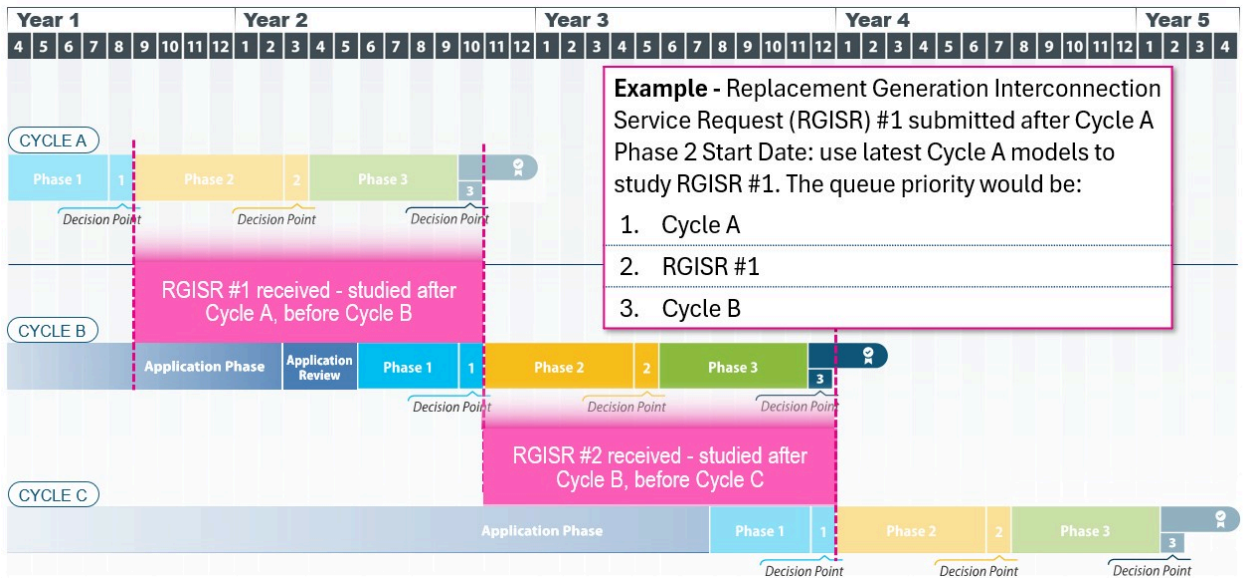 Year 1 Year 2 Year 3 Year 4 Year 5
4 5 6 7 8 9 10 11 12 1 2 3 4 5 6 7 8 9 10 11 12 1 2 3 4 5 6 7 8 9 10 11 12 1 2 3 4 5 6 7 8 9 10 11 12 1 2 3 4
Example - Replacement Generation Interconnection
Service Request (RGISR) #1 submitted after Cycle A
Phase 2 Start Date: use latest Cycle A models to
study RGISR #1. The queue priority would be:
1. Cycle A
2. RGISR #1
3. Cycle B
CYCLE A
Phase 1 1 Phase 2 2 Phase 3 3
Decision Point Decision Point Decision Point
RGISR #1 received - studied after
Cycle A, before Cycle B
CYCLE B
Application Phase Application Review Phase 1 1 Phase 2 2 Phase 3 3
Decision Point Decision Point Decision Point
RGISR #2 received - studied after
Cycle B, before Cycle C
CYCLE C
Application Phase Phase 1 1 Phase 2 2 Phase 3 3
Decision Point Decision Point Decision Point